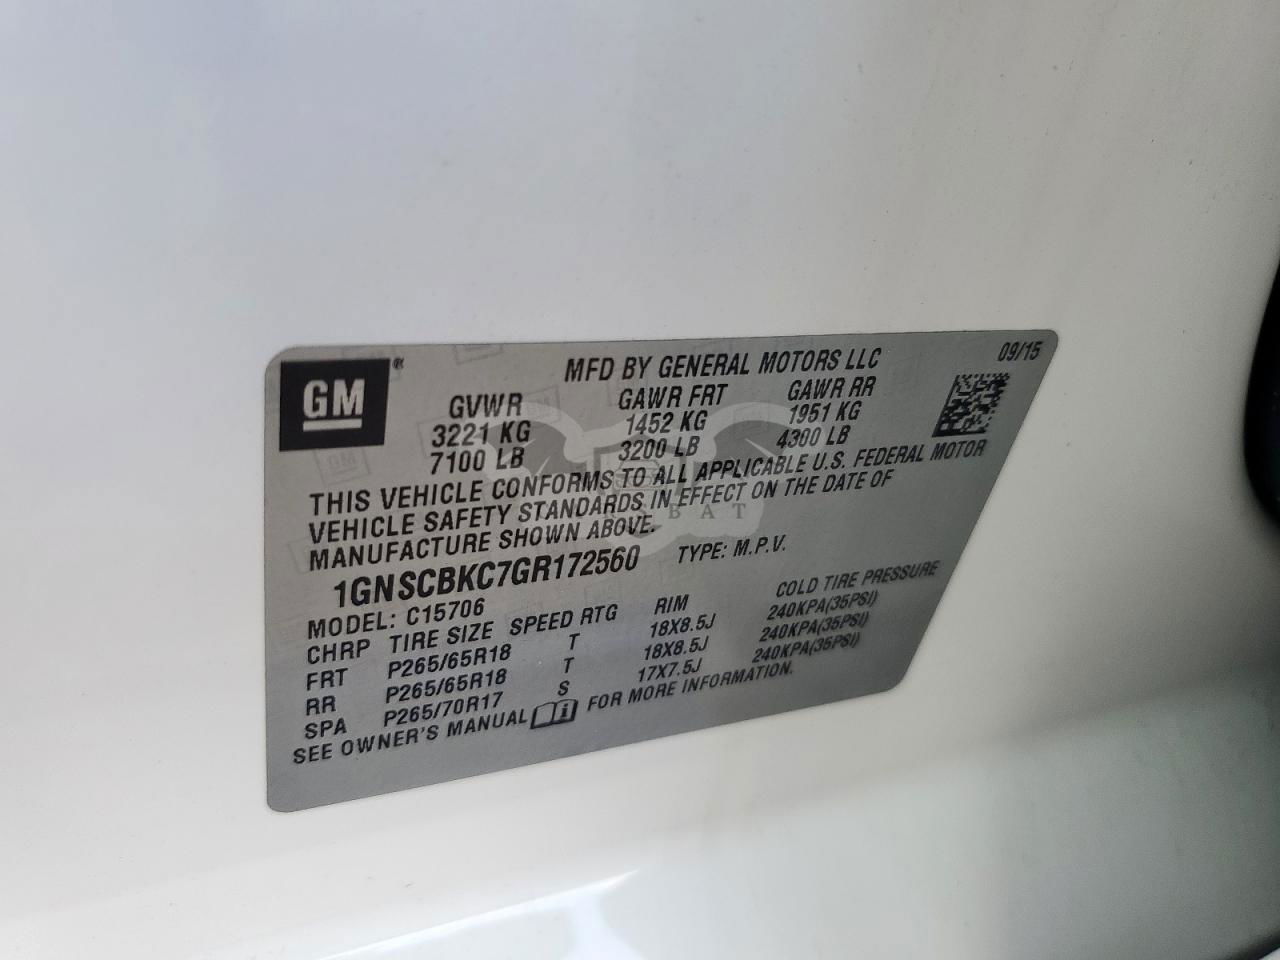 GM®
MFD BY GENERAL MOTORS LLC 09/15
GVWR GAWR FRT GAWR RR
3221 KG 1452 KG 1951 KG
7100 LB 3200 LB 4300 LB
THIS VEHICLE CONFORMS TO ALL APPLICABLE U.S. FEDERAL MOTOR
VEHICLE SAFETY STANDARDS IN EFFECT ON THE DATE OF
MANUFACTURE SHOWN ABOVE.
1GNSCBKC7GR172560 TYPE: M.P.V.
MODEL: C15706
CHRP TIRE SIZE SPEED RTG RIM COLD TIRE PRESSURE
FRT P265/65R18 T 18X8.5J 240KPA(35PSI)
RR P265/65R18 T 18X8.5J 240KPA(35PSI)
SPA P265/70R17 S 17X7.5J 240KPA(35PSI)
SEE OWNER'S MANUAL FOR MORE INFORMATION.